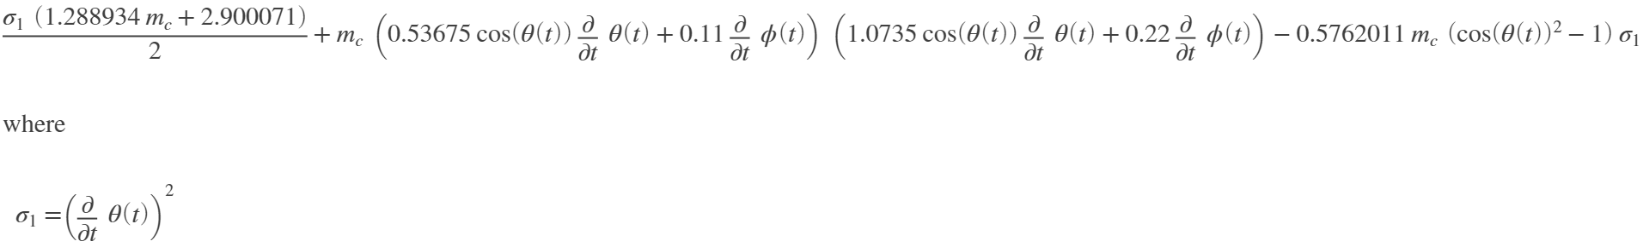 σ₁ (1.288934 m_c + 2.900071) / 2 + m_c (0.53675 cos(θ(t)) ∂/∂t θ(t) + 0.11 ∂/∂t ϕ(t)) (1.0735 cos(θ(t)) ∂/∂t θ(t) + 0.22 ∂/∂t ϕ(t)) − 0.5762011 m_c (cos(θ(t))² − 1) σ₁
where
σ₁ = (∂/∂t θ(t))²